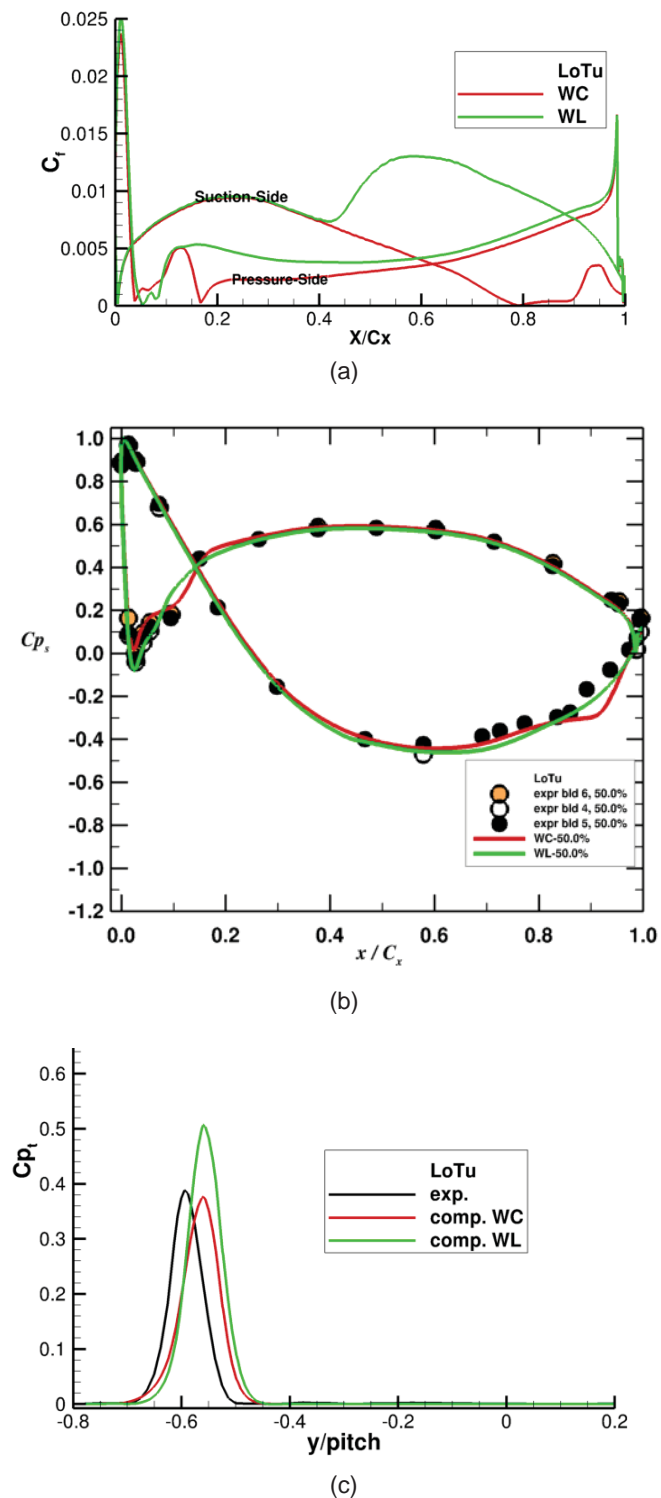 0.025
0.02
0.015
0.01
0.005
0
C_f
LoTu
WC
WL
Suction-Side
Pressure-Side
0 0.2 0.4 0.6 0.8 1
X/Cx
(a)
1.0
0.8
0.6
0.4
0.2
0.0
-0.2
-0.4
-0.6
-0.8
-1.0
-1.2
Cp_s
LoTu
expr bld 6, 50.0%
expr bld 4, 50.0%
expr bld 5, 50.0%
WC-50.0%
WL-50.0%
0.0 0.2 0.4 0.6 0.8 1.0
x / C_x
(b)
0.6
0.5
0.4
0.3
0.2
0.1
0
Cp_t
LoTu
exp.
comp. WC
comp. WL
-0.8 -0.6 -0.4 -0.2 0 0.2
y/pitch
(c)